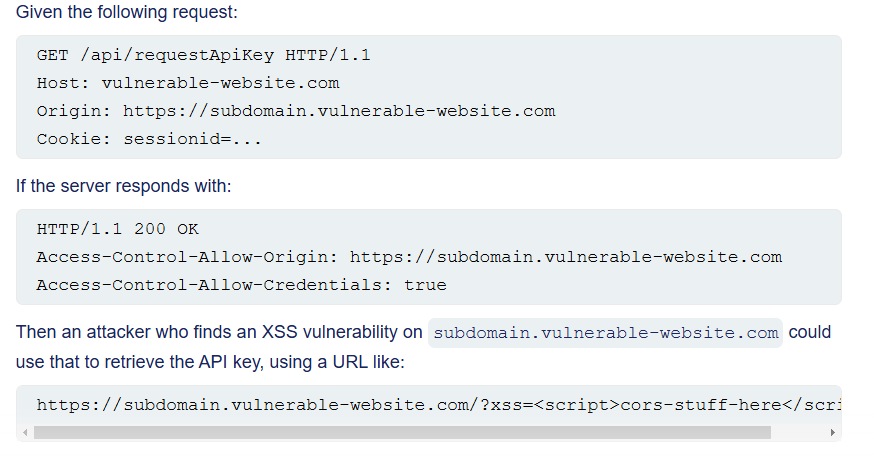 Given the following request:
GET /api/requestApiKey HTTP/1.1
Host: vulnerable-website.com
Origin: https://subdomain.vulnerable-website.com
Cookie: sessionid=...
If the server responds with:
HTTP/1.1 200 OK
Access-Control-Allow-Origin: https://subdomain.vulnerable-website.com
Access-Control-Allow-Credentials: true
Then an attacker who finds an XSS vulnerability on subdomain.vulnerable-website.com could
use that to retrieve the API key, using a URL like:
https://subdomain.vulnerable-website.com/?xss=<script>cors-stuff-here</scri